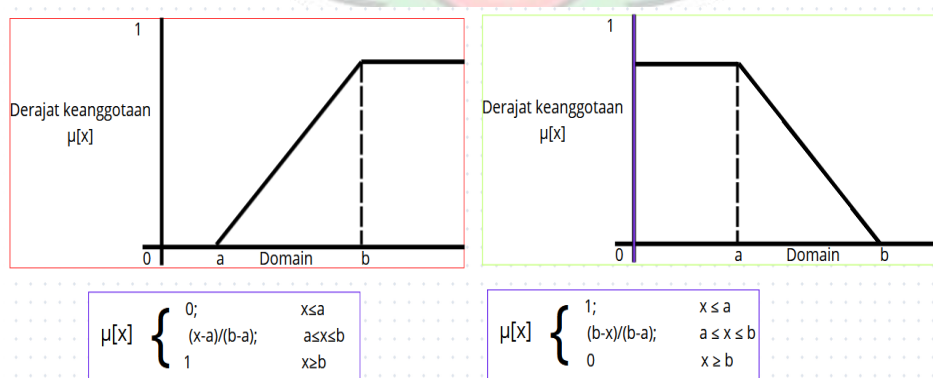 1
Derajat keanggotaan
μ[x]
0 a Domain b
1
Derajat keanggotaan
μ[x]
0 a Domain b
μ[x] { 0; x≤a
(x-a)/(b-a); a≤x≤b
1 x≥b
μ[x] { 1; x ≤ a
(b-x)/(b-a); a ≤ x ≤ b
0 x ≥ b